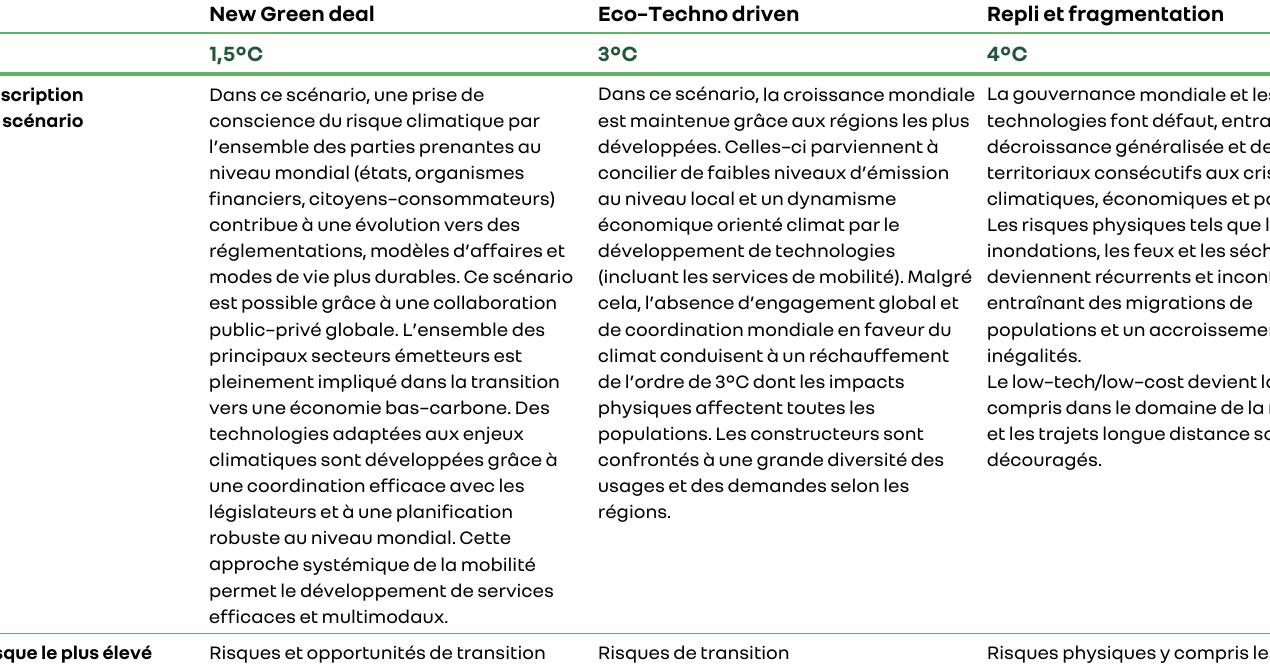 New Green deal
Eco-Techno driven
Repli et fragmentation
1,5°C
3°C
4°C
scription
scénario
Dans ce scénario, une prise de
conscience du risque climatique par
l'ensemble des parties prenantes au
niveau mondial (états, organismes
financiers, citoyens-consommateurs)
contribue à une évolution vers des
réglementations, modèles d'affaires et
modes de vie plus durables. Ce scénario
est possible grâce à une collaboration
public-privé globale. L'ensemble des
principaux secteurs émetteurs est
pleinement impliqué dans la transition
vers une économie bas-carbone. Des
technologies adaptées aux enjeux
climatiques sont développées grâce à
une coordination efficace avec les
législateurs et à une planification
robuste au niveau mondial. Cette
approche systémique de la mobilité
permet le développement de services
efficaces et multimodaux.
Dans ce scénario, la croissance mondiale
est maintenue grâce aux régions les plus
développées. Celles-ci parviennent à
concilier de faibles niveaux d'émission
au niveau local et un dynamisme
économique orienté climat par le
développement de technologies
(incluant les services de mobilité). Malgré
cela, l'absence d'engagement global et
de coordination mondiale en faveur du
climat conduisent à un réchauffement
de l'ordre de 3°C dont les impacts
physiques affectent toutes les
populations. Les constructeurs sont
confrontés à une grande diversité des
usages et des demandes selon les
régions.
La gouvernance mondiale et les
technologies font défaut, entra
décroissance généralisée et de
territoriaux consécutifs aux cris
climatiques, économiques et po
Les risques physiques tels que l
inondations, les feux et les séch
deviennent récurrents et incont
entraînant des migrations de
populations et un accroisseme
inégalités.
Le low-tech/low-cost devient la
compris dans le domaine de la
et les trajets longue distance so
découragés.
sque le plus élevé
Risques et opportunités de transition
Risques de transition
Risques physiques y compris le